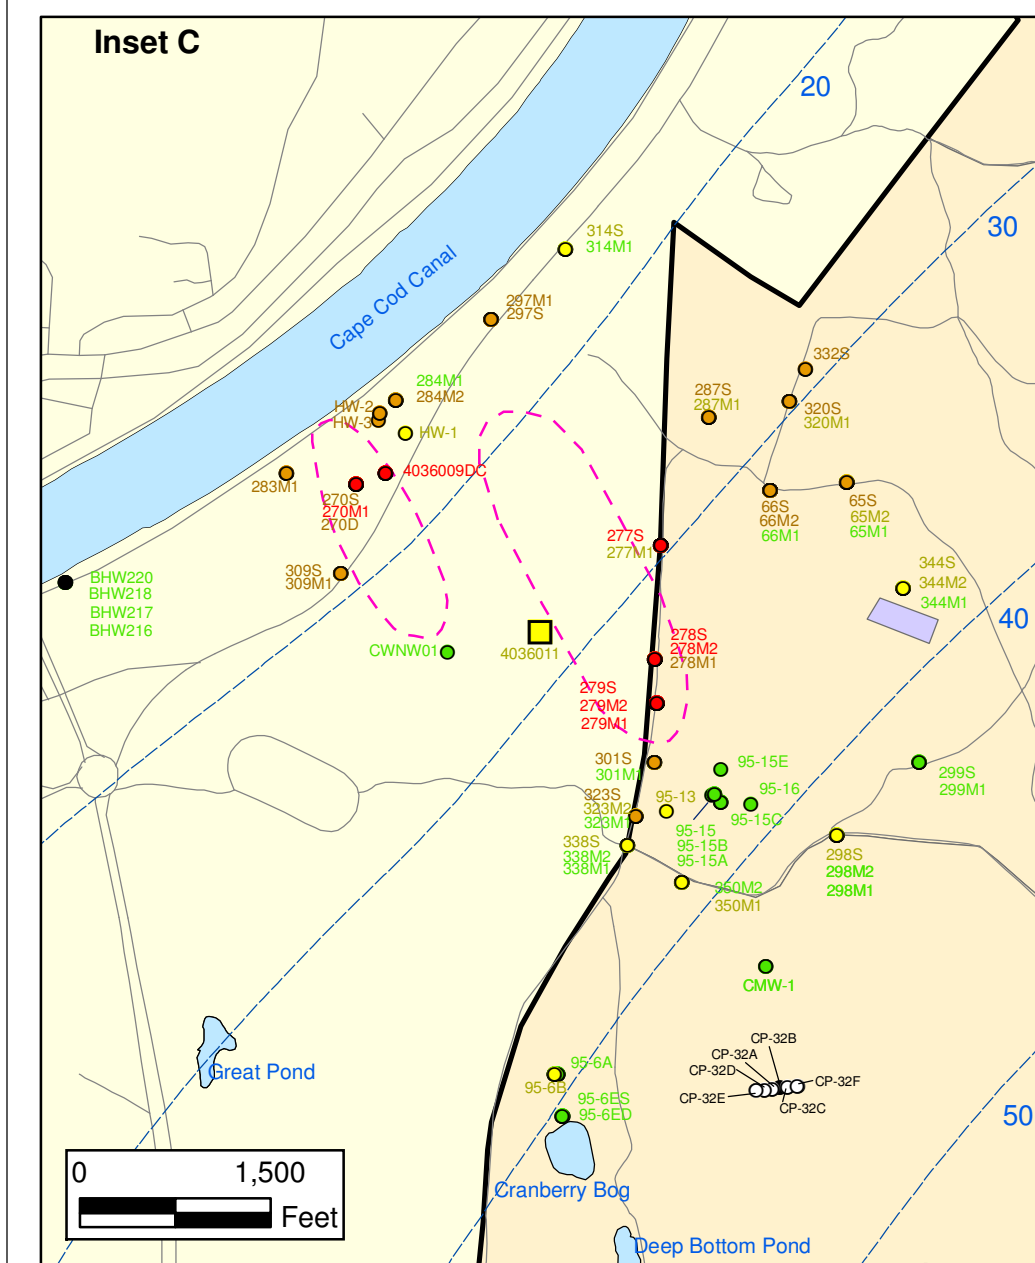 Inset C
20
30
314S
314M1
Cape Cod Canal
297M1
297S
332S
284M1
284M2
287S
287M1
HW-2
HW-3
HW-1
320S
320M1
4036009DC
283M1
270S
270M1
270D
66S
66M2
66M1
65S
65M2
65M1
277S
277M1
309S
309M1
BHW220
BHW218
BHW217
BHW216
344S
344M2
344M1
40
CWNW01
4036011
278S
278M2
278M1
279S
279M2
279M1
301S
301M1
95-15E
95-16
299S
299M1
323S
323M2
323M1
95-13
95-15C
95-15
95-15B
95-15A
338S
338M2
338M1
298S
298M2
298M1
350M2
350M1
CMW-1
CP-32B
CP-32A
CP-32D
CP-32F
CP-32E
CP-32C
Great Pond
95-6A
95-6B
95-6ES
95-6ED
50
Cranberry Bog
Deep Bottom Pond
0 1,500
Feet